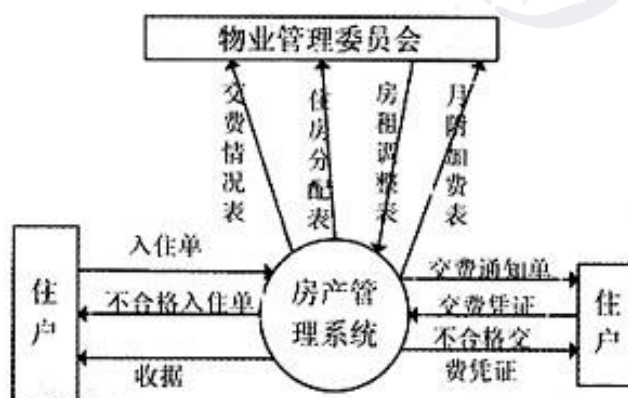 物业管理委员会
交费情况表
住房分配表
房租调整表
月附加费表
入住单
不合格入住单
收据
住户
房产管
理系统
交费通知单
交费凭证
不合格交
费凭证
住户